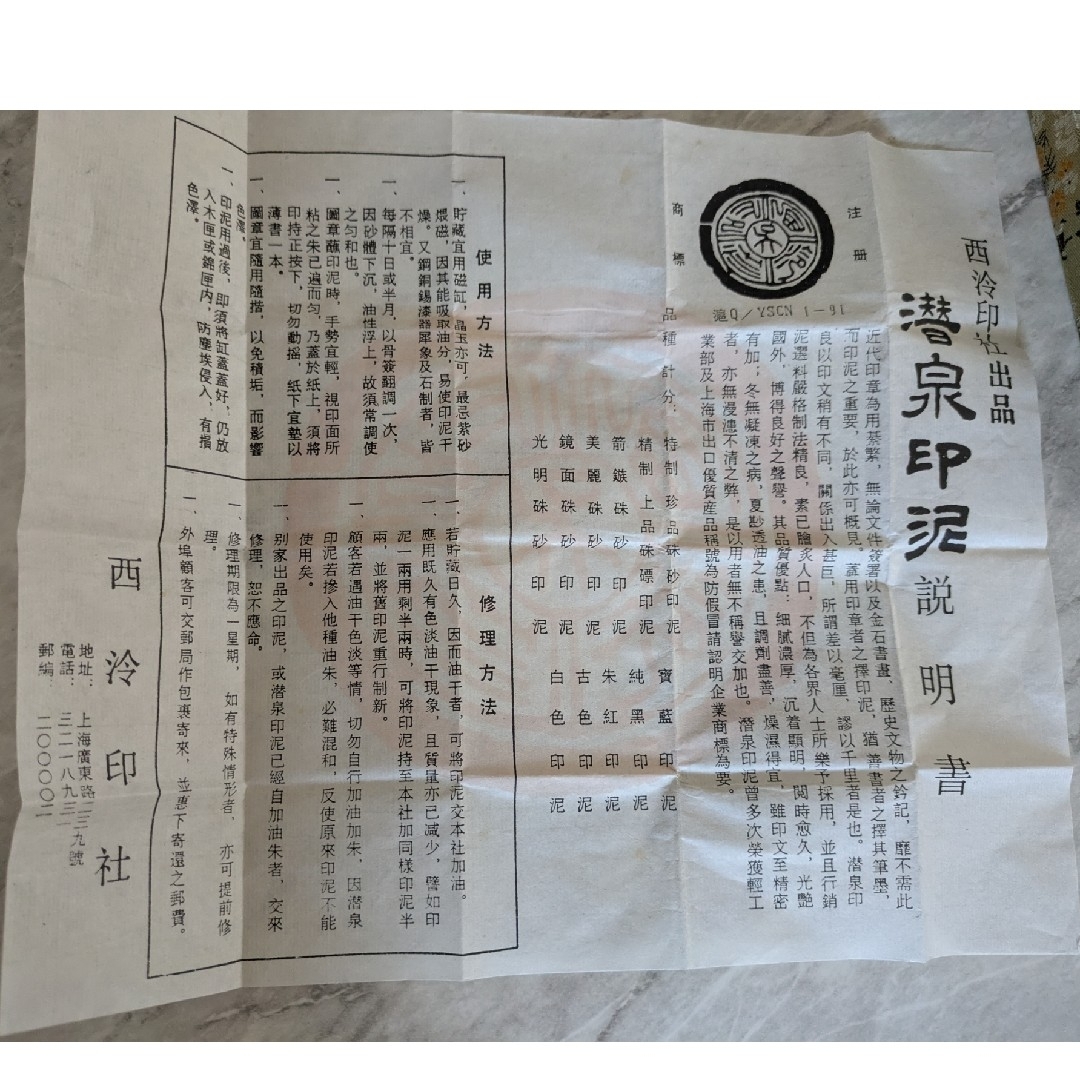 西泠印社出品
潛泉印泥説明書
注册
商標
滬Q／YSCN 1－91
近代印章為用綦繁，無論文件簽署以及金石書畫、歷史文物之鈐記，靡不需此
而印泥之重要，於此亦可概見。蓋用印章者之擇印泥，猶善書者之擇其筆墨，
良以印文稍有不同，關係出入甚巨，所謂差以毫厘，謬以千里者是也。潜泉印
泥選料嚴格制法精良，素已膾炙人口，不但為各界人士所樂予採用，並且行銷
國外，博得良好之聲譽。其品質優點：細膩濃厚，沉着顯明，閱時愈久，光艷
有加；冬無凝凍之病，夏尠透油之患，且調劑盡善，燥濕得宜，雖印文至精密
者，亦無漫漶不清之弊，是以用者無不稱譽交加也。潛泉印泥曾多次榮獲輕工
業部及上海市出口優質産品稱號為防假冒請認明企業商標為要。
品種計分：
特制珍品硃砂印泥　寶藍印泥
精制上品硃磦印泥　純黑印泥
箭鏃硃砂印泥　朱紅印泥
美麗硃砂印泥　古色印泥
鏡面硃砂印泥　白色印泥
光明硃砂印泥
使用方法
一、貯藏宜用磁缸，晶玉亦可，最忌紫砂
煨磁，因其能吸取油分，易使印泥干
燥。又鋼銅錫漆器犀象及石制者，皆
不相宜。
一、每隔十日或半月，以骨簽翻調一次，
因砂體下沉，油性浮上，故須常調使
之匀和也。
一、圖章蘸印泥時，手勢宜輕，視印面所
粘之朱已遍而匀，乃蓋於紙上，須將
印持正按下，切勿動摇，紙下宜墊以
薄書一本。
一、圖章宜隨用隨揩，以免積垢，而影響
色澤。
一、印泥用過後，即須將缸蓋蓋好，仍放
入木匣或錦匣内，防塵埃侵入，有損
色澤。
修理方法
一、若貯藏日久，因而油干者，可將印泥交本社加油。
一、應用既久有色淡油干現象，且質量亦已減少，譬如印
泥一兩用剩半兩時，可將印泥持至本社加同樣印泥半
兩，並將舊印泥重行制新。
一、顧客若遇油干色淡等情，切勿自行加油加朱，因潜泉
印泥若摻入他種油朱，必難混和，反使原來印泥不能
使用矣。
一、别家出品之印泥，或潜泉印泥已經自加油朱者，交來
修理，恕不應命。
一、修理期限為一星期，如有特殊情形者，亦可提前修
理。
一、外埠顧客可交郵局作包裹寄來，並惠下寄還之郵費。
西泠印社
地址：上海廣東路二三九號
電話：三二一八九三一
郵編：二〇〇〇〇二